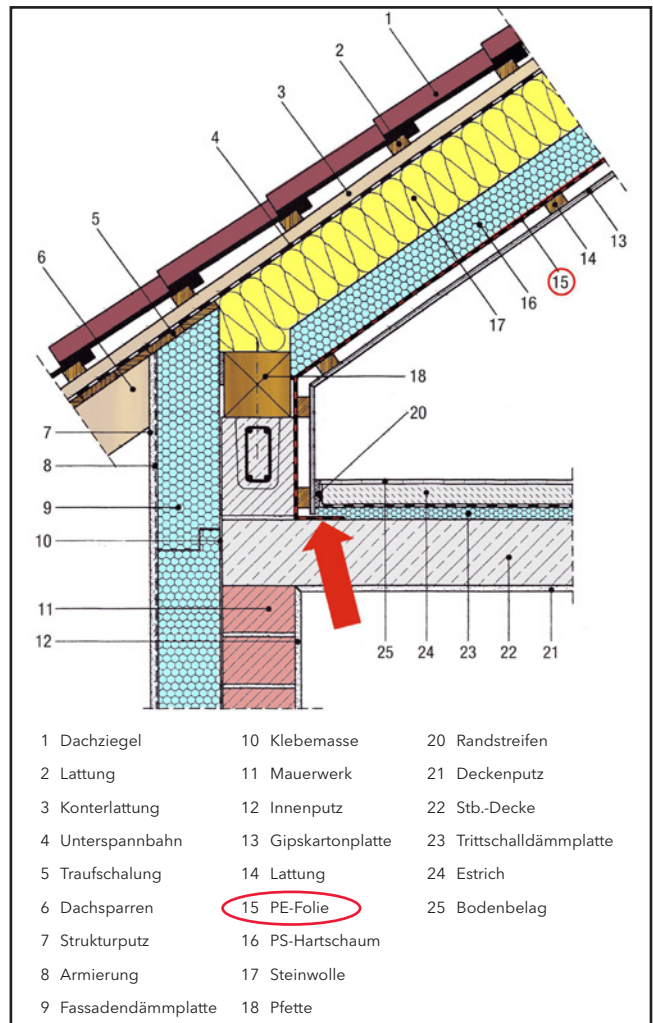 1
2
3
4
5
6
13
14
15
16
17
18
20
7
8
9
10
11
12
25 24 23 22 21
1 Dachziegel
2 Lattung
3 Konterlattung
4 Unterspannbahn
5 Traufschalung
6 Dachsparren
7 Strukturputz
8 Armierung
9 Fassadendämmplatte
10 Klebemasse
11 Mauerwerk
12 Innenputz
13 Gipskartonplatte
14 Lattung
15 PE-Folie
16 PS-Hartschaum
17 Steinwolle
18 Pfette
20 Randstreifen
21 Deckenputz
22 Stb.-Decke
23 Trittschalldämmplatte
24 Estrich
25 Bodenbelag